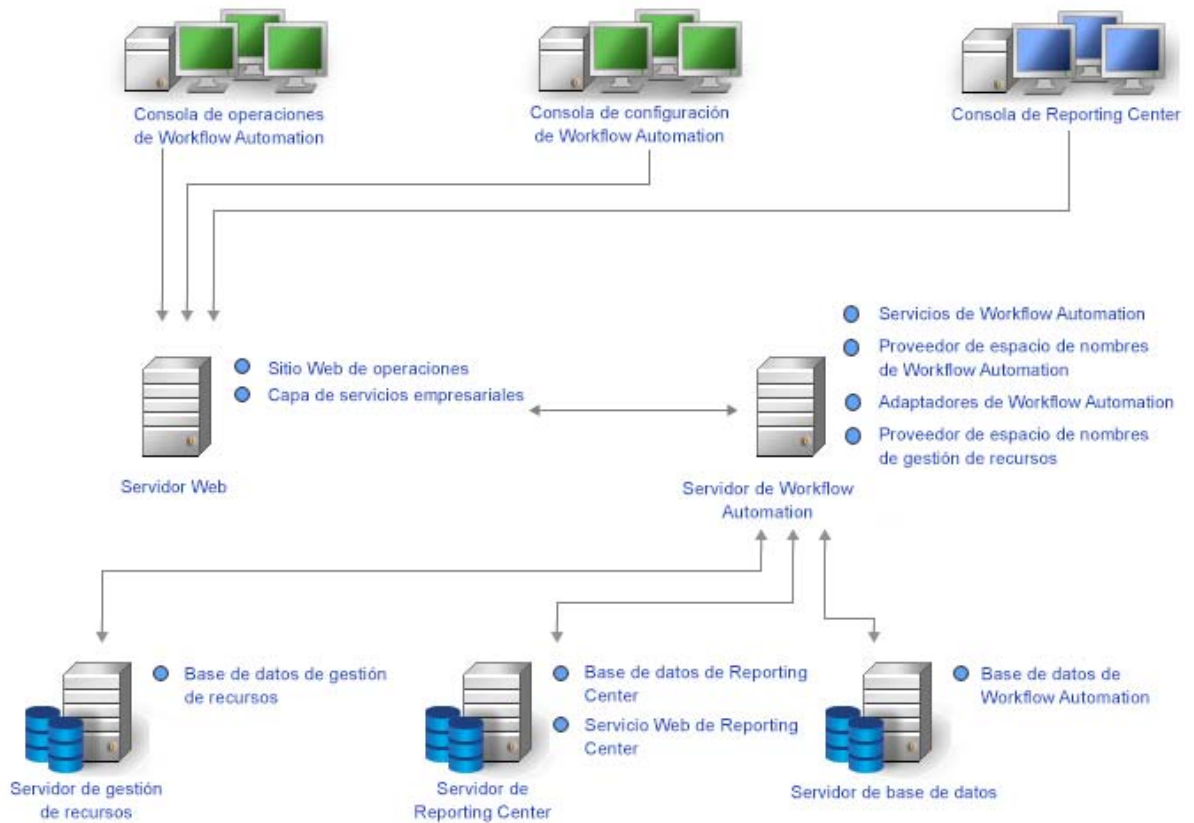 Consola de operaciones
de Workflow Automation
Consola de configuración
de Workflow Automation
Consola de Reporting Center
Sitio Web de operaciones
Capa de servicios empresariales
Servidor Web
Servicios de Workflow Automation
Proveedor de espacio de nombres
de Workflow Automation
Adaptadores de Workflow Automation
Proveedor de espacio de nombres
de gestión de recursos
Servidor de Workflow
Automation
Base de datos de gestión
de recursos
Servidor de gestión
de recursos
Base de datos de Reporting
Center
Servicio Web de Reporting
Center
Servidor de
Reporting Center
Base de datos de
Workflow Automation
Servidor de base de datos